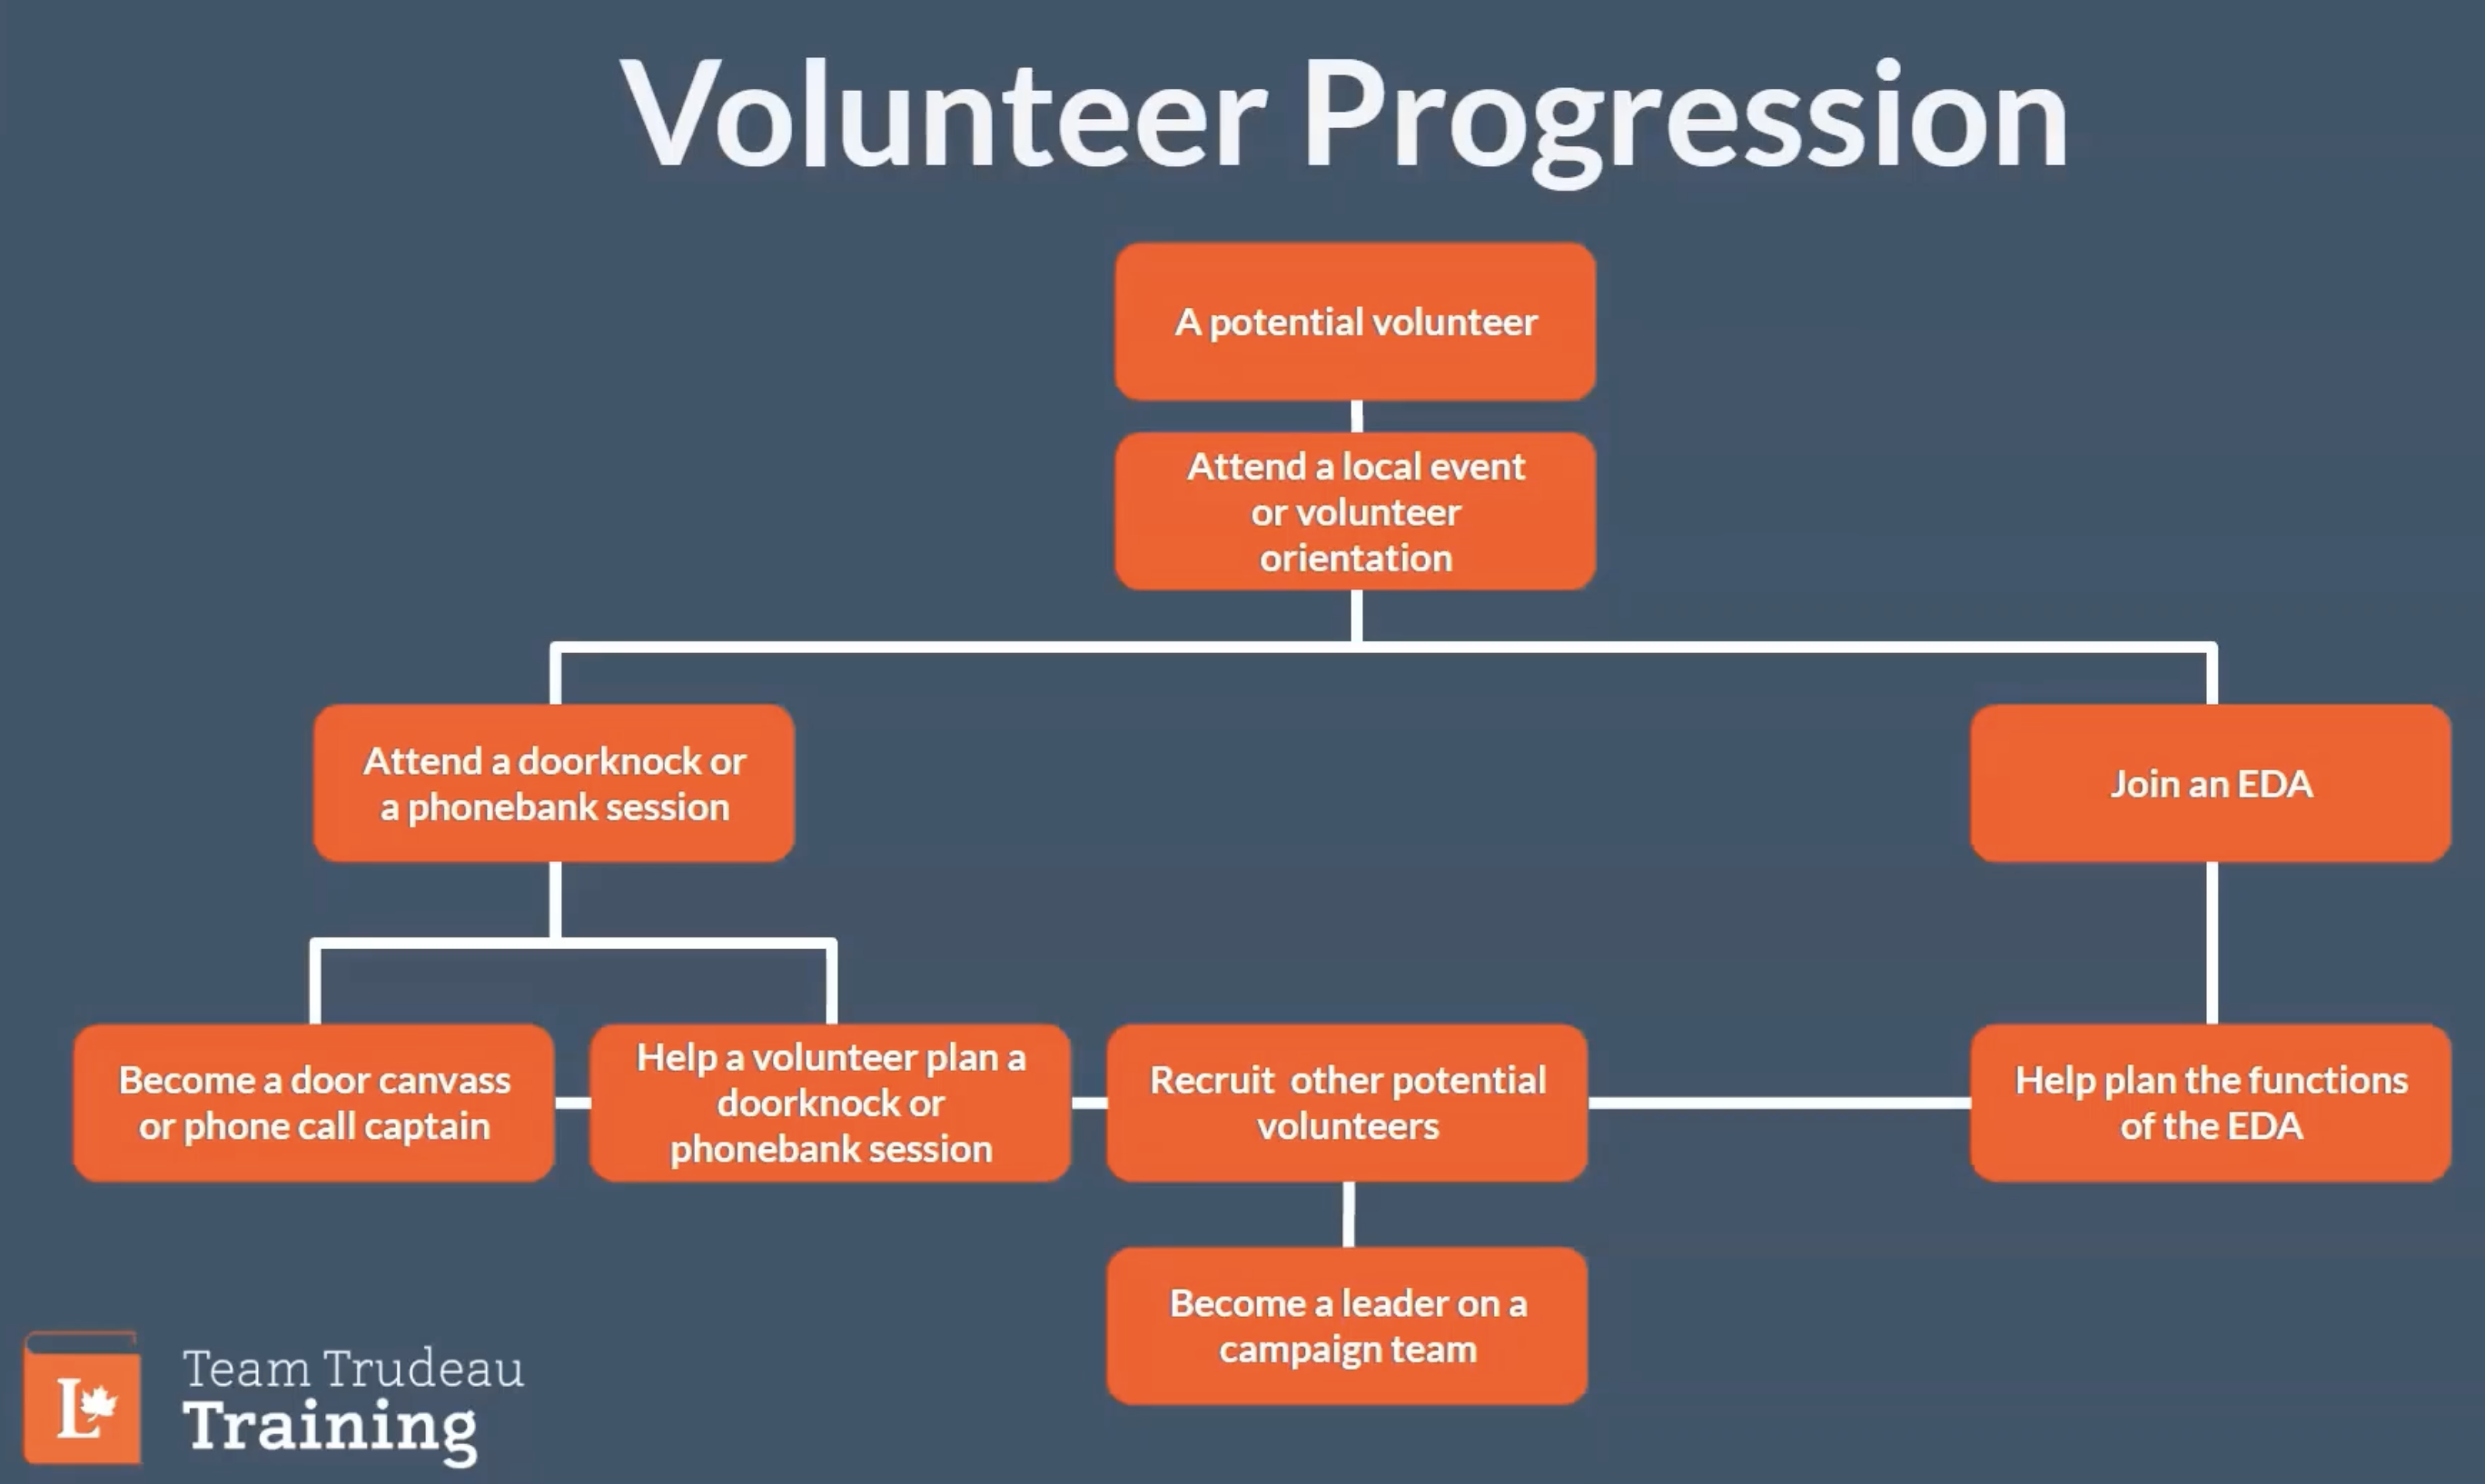 Volunteer Progression
A potential volunteer
Attend a local event
or volunteer
orientation
Attend a doorknock or
a phonebank session
Join an EDA
Become a door canvass
or phone call captain
Help a volunteer plan a
doorknock or
phonebank session
Recruit other potential
volunteers
Help plan the functions
of the EDA
Become a leader on a
campaign team
L
Team Trudeau
Training